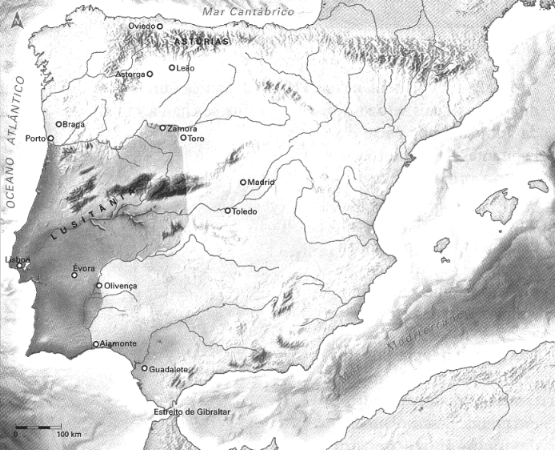 Mar Cantábrico
Oviedo
ASTÚRIAS
Leão
Astorga
OCEANO ATLÂNTICO
Braga
Zamora
Porto
Toro
Madrid
LUSITÂNIA
Toledo
Lisboa
Évora
Olivença
Mediterrâneo
Aiamonte
Guadalete
Estreito de Gibraltar
0 100 km